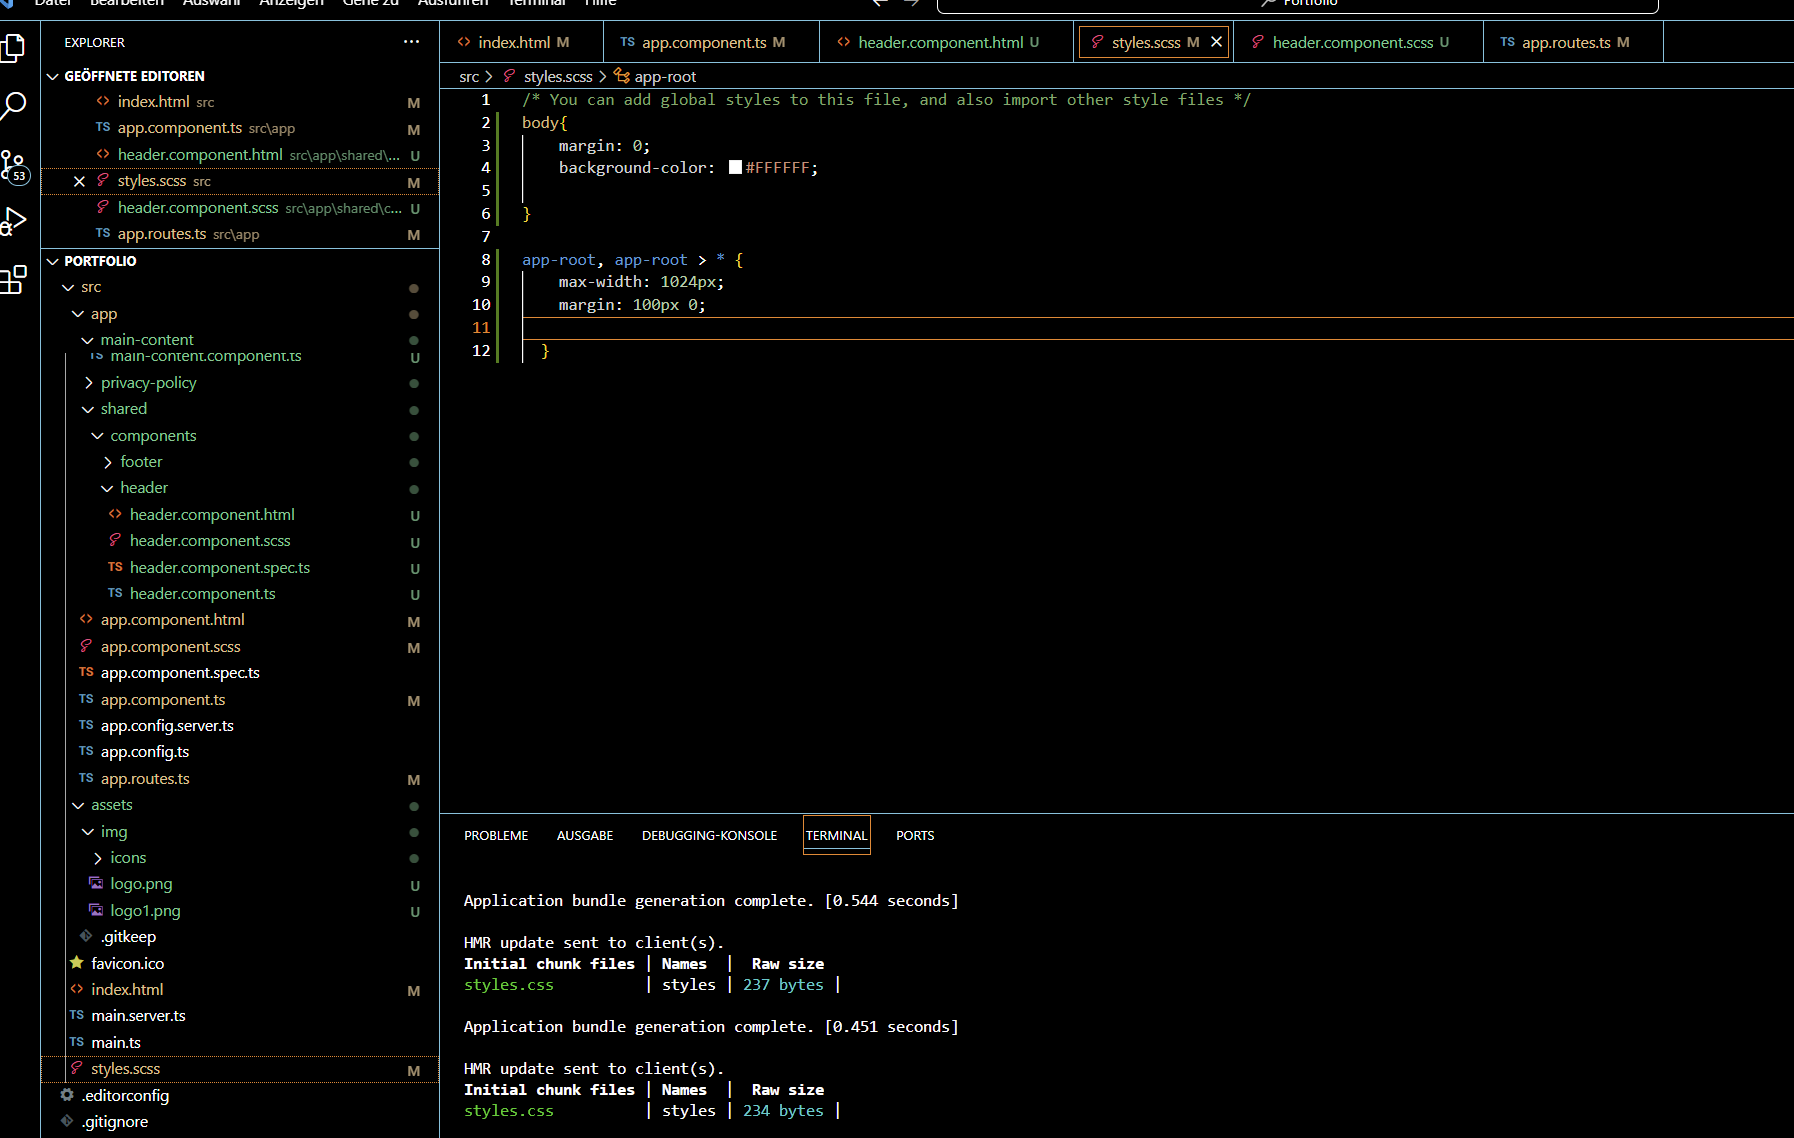 Datei Bearbeiten Auswahl Anzeigen Gehe zu Ausführen Terminal Hilfe
Portfolio
EXPLORER
GEÖFFNETE EDITOREN
index.html src M
app.component.ts src\app M
header.component.html src\app\shared\... U
styles.scss src M
header.component.scss src\app\shared\c... U
app.routes.ts src\app M
53
PORTFOLIO
src
app
main-content
main-content.component.ts U
privacy-policy
shared
components
footer
header
header.component.html U
header.component.scss U
TS header.component.spec.ts U
TS header.component.ts U
app.component.html M
app.component.scss M
TS app.component.spec.ts
TS app.component.ts M
TS app.config.server.ts
TS app.config.ts
TS app.routes.ts M
assets
img
icons
logo.png U
logo1.png U
.gitkeep
favicon.ico
index.html M
TS main.server.ts
TS main.ts
styles.scss M
.editorconfig
.gitignore
index.html M TS app.component.ts M header.component.html U styles.scss M header.component.scss U TS app.routes.ts M
src > styles.scss > app-root
1 /* You can add global styles to this file, and also import other style files */
2 body{
3 margin: 0;
4 background-color: #FFFFFF;
5
6 }
7
8 app-root, app-root > * {
9 max-width: 1024px;
10 margin: 100px 0;
11
12 }
PROBLEME AUSGABE DEBUGGING-KONSOLE TERMINAL PORTS
Application bundle generation complete. [0.544 seconds]
HMR update sent to client(s).
Initial chunk files | Names | Raw size
styles.css | styles | 237 bytes |
Application bundle generation complete. [0.451 seconds]
HMR update sent to client(s).
Initial chunk files | Names | Raw size
styles.css | styles | 234 bytes |